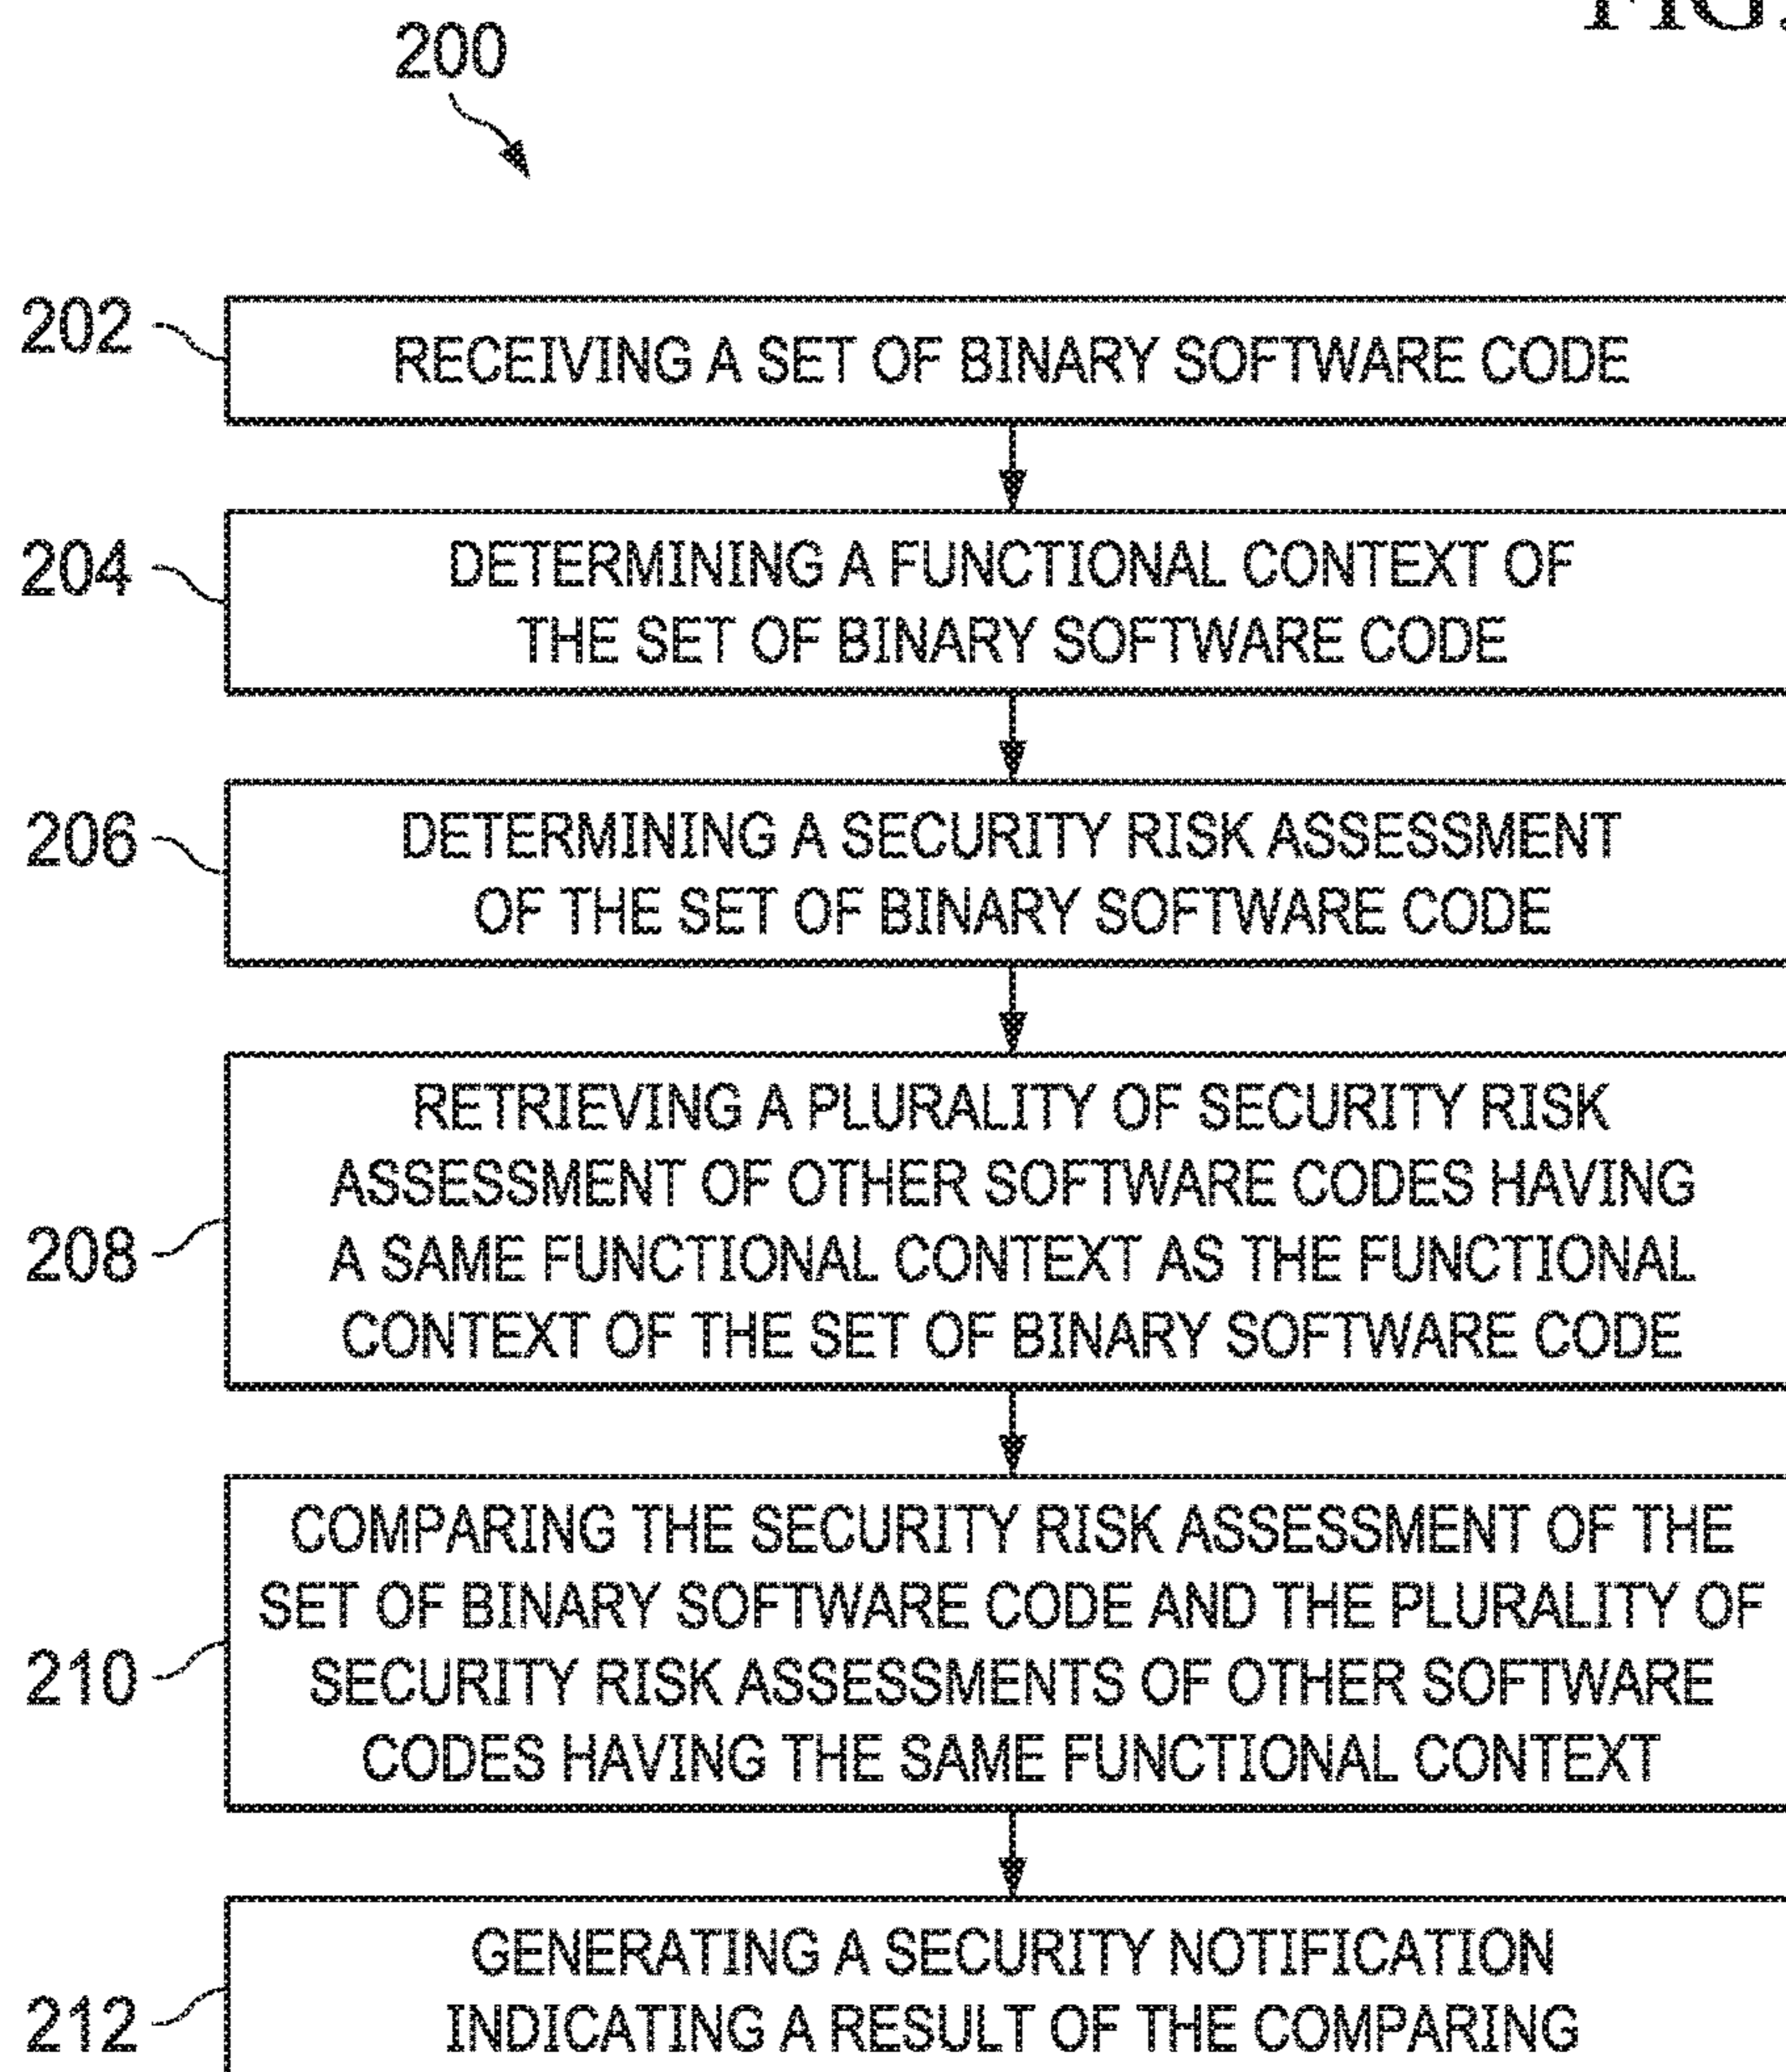 FIG.
200
202
RECEIVING A SET OF BINARY SOFTWARE CODE
204
DETERMINING A FUNCTIONAL CONTEXT OF
THE SET OF BINARY SOFTWARE CODE
206
DETERMINING A SECURITY RISK ASSESSMENT
OF THE SET OF BINARY SOFTWARE CODE
208
RETRIEVING A PLURALITY OF SECURITY RISK
ASSESSMENT OF OTHER SOFTWARE CODES HAVING
A SAME FUNCTIONAL CONTEXT AS THE FUNCTIONAL
CONTEXT OF THE SET OF BINARY SOFTWARE CODE
210
COMPARING THE SECURITY RISK ASSESSMENT OF THE
SET OF BINARY SOFTWARE CODE AND THE PLURALITY OF
SECURITY RISK ASSESSMENTS OF OTHER SOFTWARE
CODES HAVING THE SAME FUNCTIONAL CONTEXT
212
GENERATING A SECURITY NOTIFICATION
INDICATING A RESULT OF THE COMPARING